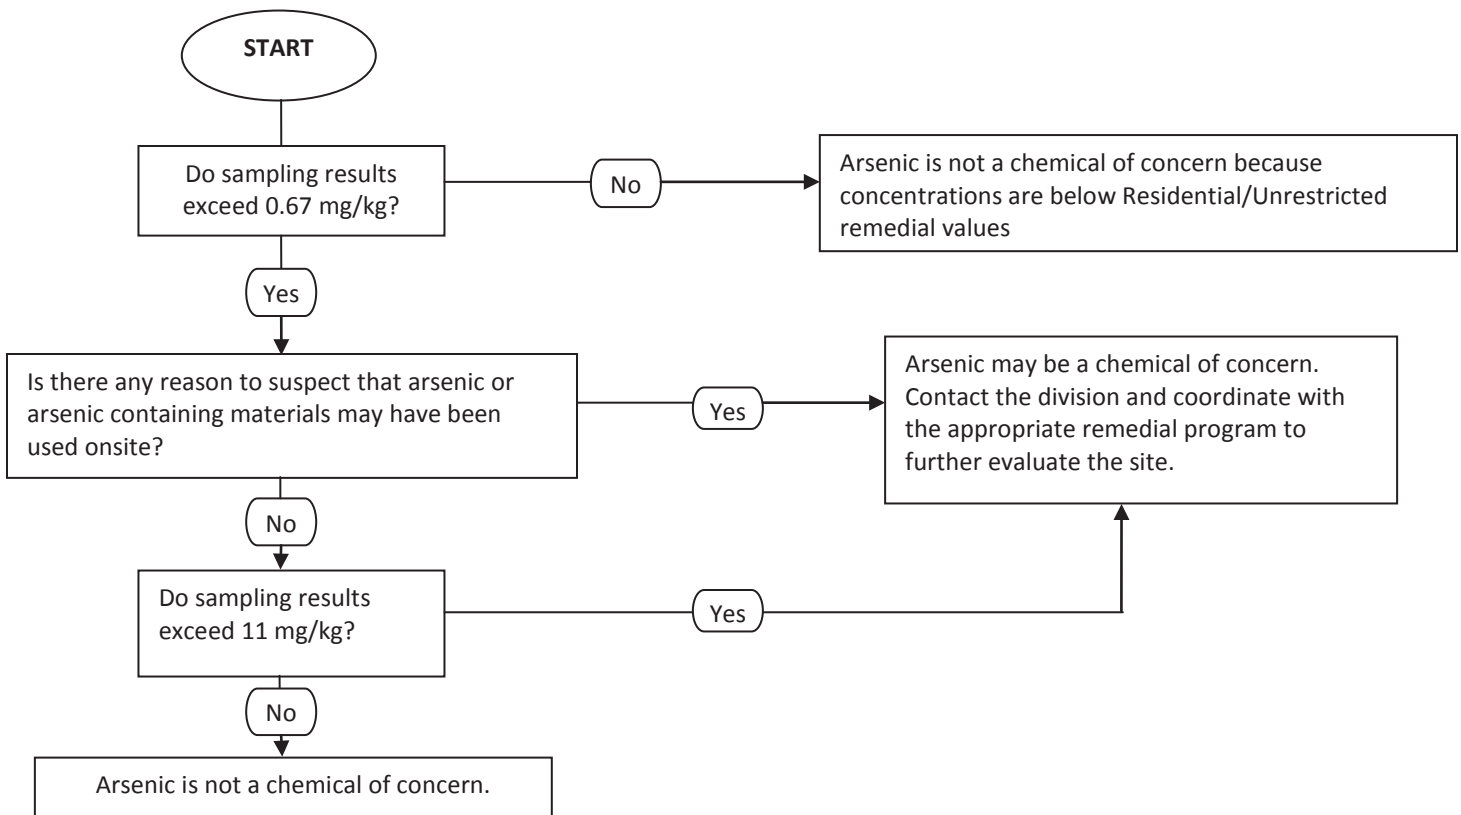 START
Do sampling results
exceed 0.67 mg/kg?
No
Arsenic is not a chemical of concern because
concentrations are below Residential/Unrestricted
remedial values
Yes
Is there any reason to suspect that arsenic or
arsenic containing materials may have been
used onsite?
Yes
Arsenic may be a chemical of concern.
Contact the division and coordinate with
the appropriate remedial program to
further evaluate the site.
No
Do sampling results
exceed 11 mg/kg?
Yes
No
Arsenic is not a chemical of concern.